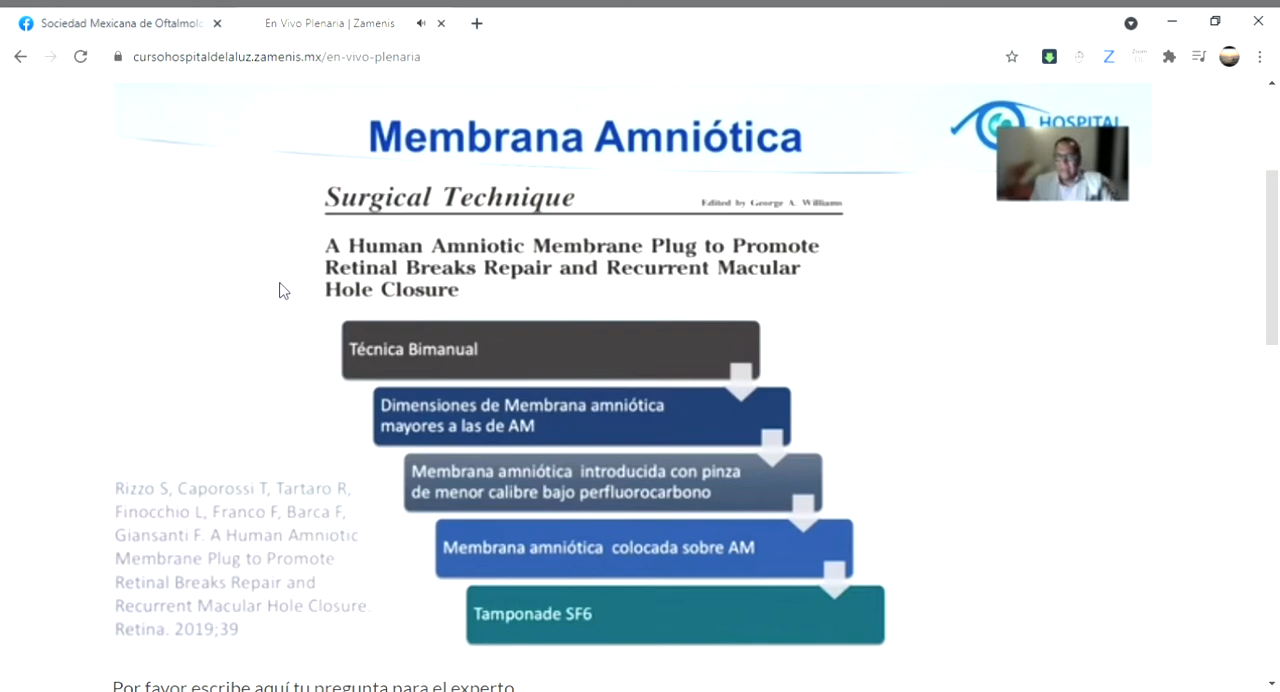 Sociedad Mexicana de Oftalmolo
En Vivo Plenaria | Zamenis
cursohospitaldelaluz.zamenis.mx/en-vivo-plenaria
HOSPITAL
Membrana Amniótica
Surgical Technique
Edited by George A. Williams
A Human Amniotic Membrane Plug to Promote
Retinal Breaks Repair and Recurrent Macular
Hole Closure
Técnica Bimanual
Dimensiones de Membrana amniótica
mayores a las de AM
Membrana amniótica introducida con pinza
de menor calibre bajo perfluorocarbono
Membrana amniótica colocada sobre AM
Tamponade SF6
Rizzo S, Caporossi T, Tartaro R,
Finocchio L, Franco F, Barca F,
Giansanti F. A Human Amniotic
Membrane Plug to Promote
Retinal Breaks Repair and
Recurrent Macular Hole Closure.
Retina. 2019;39
Por favor escribe aquí tu pregunta para el experto